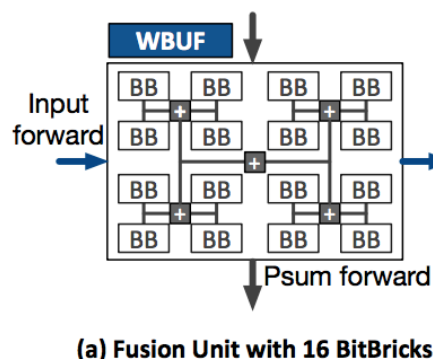 WBUF
BB BB BB BB
Input
forward
+ +
BB BB BB BB
+
BB BB BB BB
+ +
BB BB BB BB
Psum forward
(a) Fusion Unit with 16 BitBricks